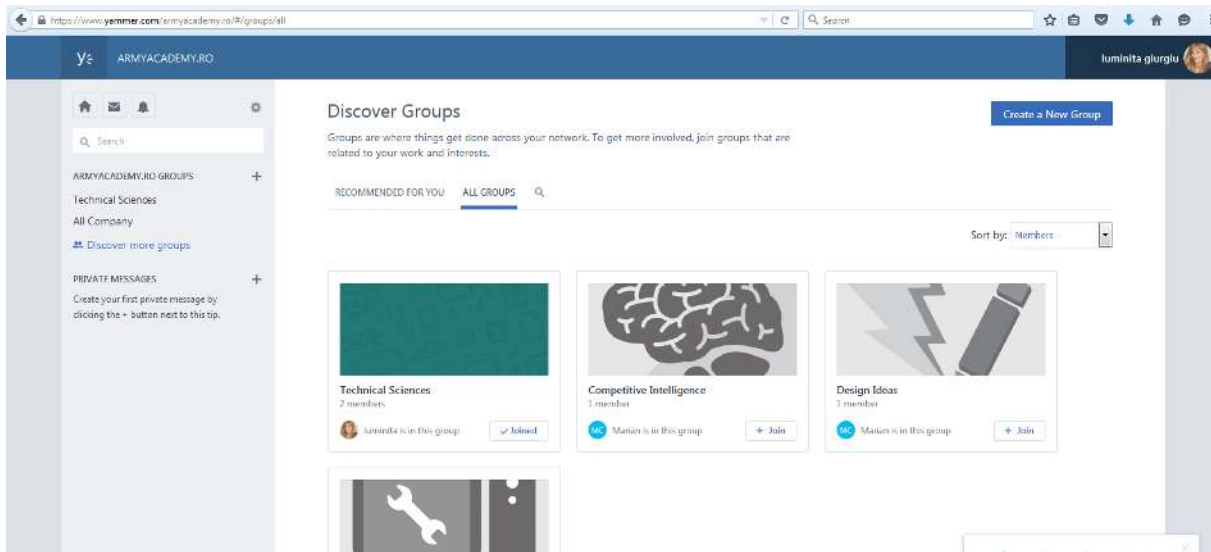 https://www.yammer.com/armyacademy.ro/#/groups/all
Search
y
ARMYACADEMY.RO
luminita giurgiu
Search
ARMYACADEMY.RO GROUPS
Technical Sciences
All Company
Discover more groups
PRIVATE MESSAGES
Create your first private message by
clicking the + button next to this tip.
Discover Groups
Create a New Group
Groups are where things get done across your network. To get more involved, join groups that are
related to your work and interests.
RECOMMENDED FOR YOU ALL GROUPS
Sort by: Members
Technical Sciences
2 members
luminita is in this group
Joined
Competitive Intelligence
1 member
MC Marian is in this group
+ Join
Design Ideas
1 member
MC Marian is in this group
+ Join